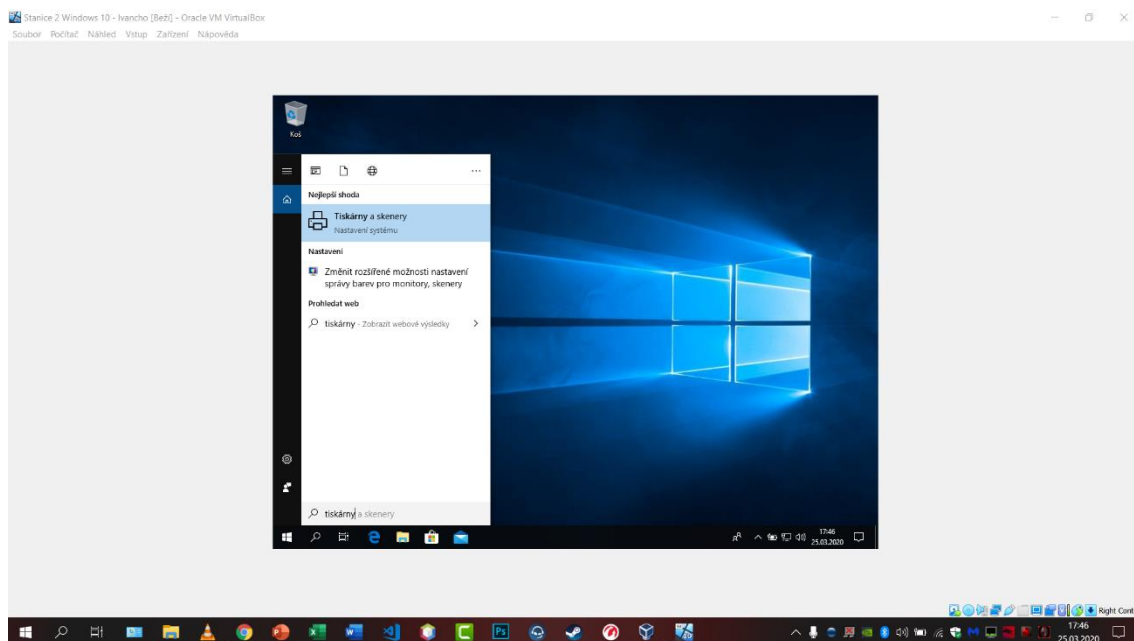 Stanice 2 Windows 10 - Ivancho [Beží] - Oracle VM VirtualBox
Soubor Počítač Náhled Vstup Zařízení Nápověda
Koš
Nejlepší shoda
Tiskárny a skenery
Nastavení systému
Nastavení
Změnit rozšířené možnosti nastavení
správy barev pro monitory, skenery
Prohledat web
tiskárny - Zobrazit webové výsledky
tiskárny a skenery
17:46
25.03.2020
Right Cont
Ps
17:46
25.03.2020